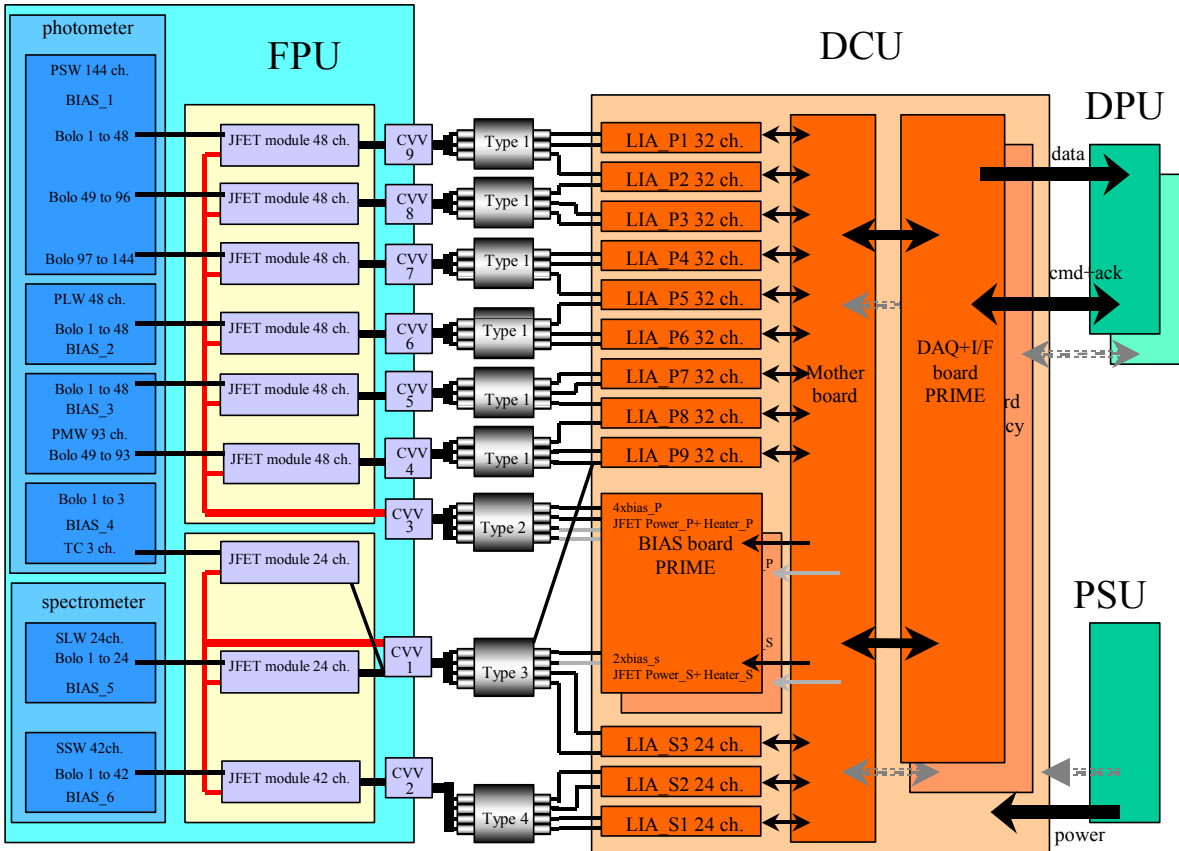 FPU
DCU
DPU
PSU
photometer
PSW 144 ch.
BIAS_1
Bolo 1 to 48
Bolo 49 to 96
Bolo 97 to 144
PLW 48 ch.
Bolo 1 to 48
BIAS_2
Bolo 1 to 48
BIAS_3
PMW 93 ch.
Bolo 49 to 93
Bolo 1 to 3
BIAS_4
TC 3 ch.
spectrometer
SLW 24ch.
Bolo 1 to 24
BIAS_5
SSW 42ch.
Bolo 1 to 42
BIAS_6
JFET module 48 ch.
JFET module 48 ch.
JFET module 48 ch.
JFET module 48 ch.
JFET module 48 ch.
JFET module 48 ch.
JFET module 24 ch.
JFET module 24 ch.
JFET module 42 ch.
CVV
9
CVV
8
CVV
7
CVV
6
CVV
5
CVV
4
CVV
3
CVV
1
CVV
2
Type 1
Type 1
Type 1
Type 1
Type 1
Type 1
Type 2
Type 3
Type 4
LIA_P1 32 ch.
LIA_P2 32 ch.
LIA_P3 32 ch.
LIA_P4 32 ch.
LIA_P5 32 ch.
LIA_P6 32 ch.
LIA_P7 32 ch.
LIA_P8 32 ch.
LIA_P9 32 ch.
4xbias_P
JFET Power_P+ Heater_P
BIAS board
PRIME
_P
_S
2xbias_s
JFET Power_S+ Heater_S
LIA_S3 24 ch.
LIA_S2 24 ch.
LIA_S1 24 ch.
Mother
board
DAQ+I/F
board
PRIME
rd
cy
data
cmd+ack
power